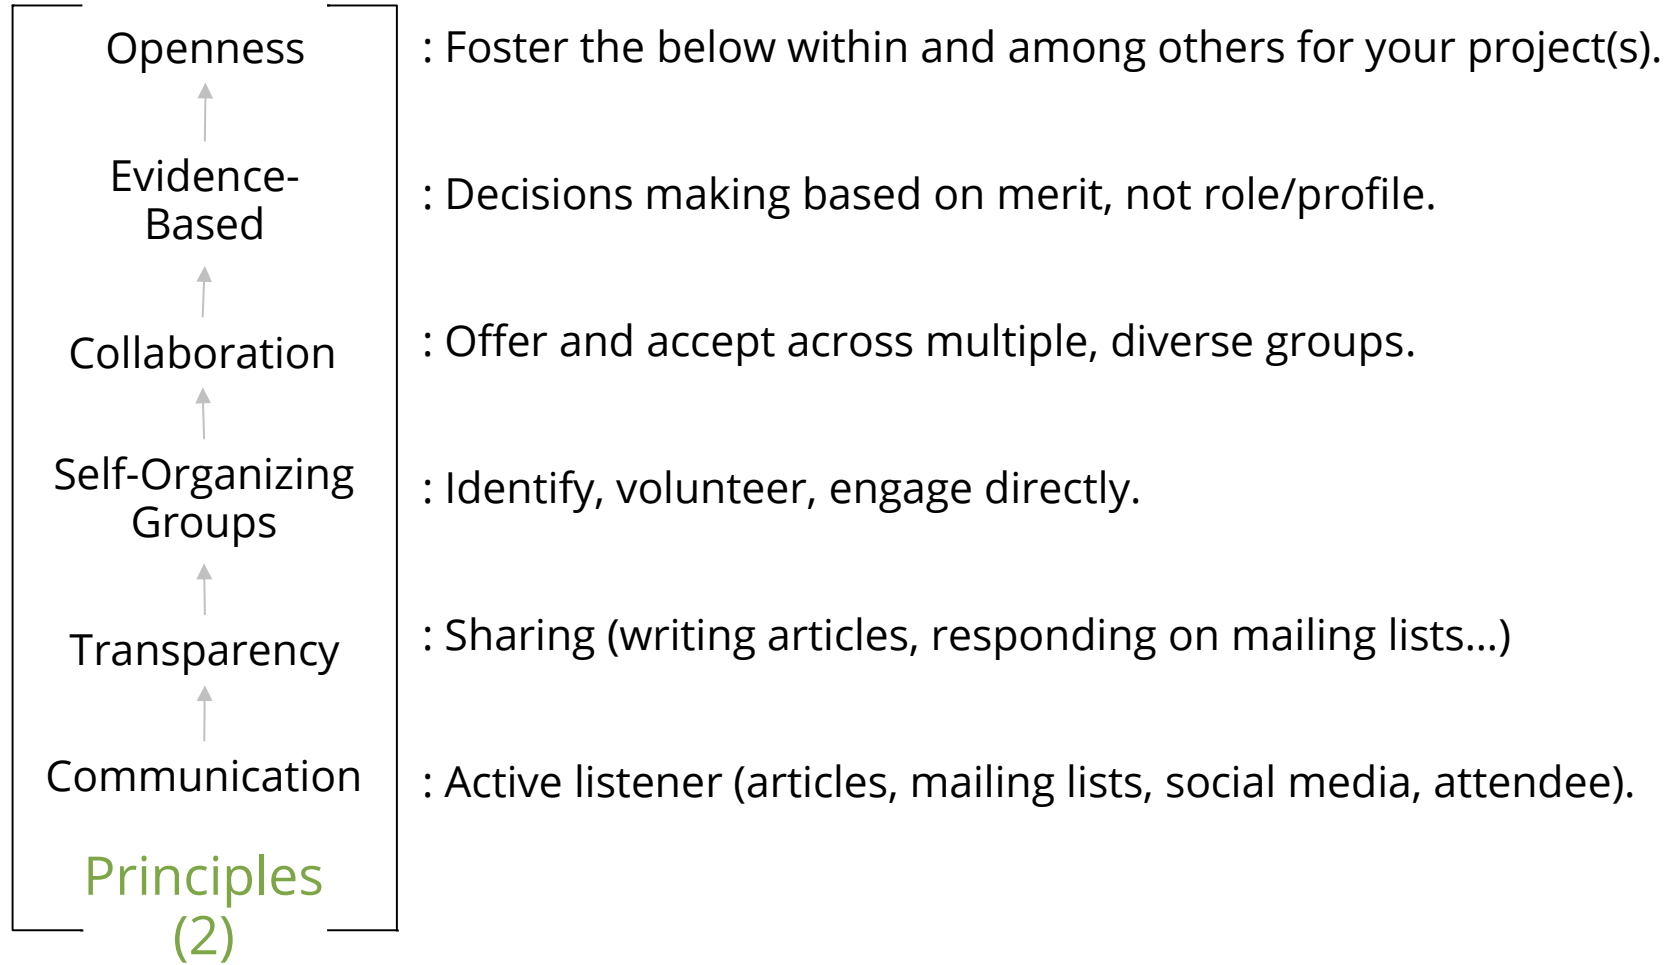 Openness
: Foster the below within and among others for your project(s).
Evidence-
Based
: Decisions making based on merit, not role/profile.
Collaboration
: Offer and accept across multiple, diverse groups.
Self-Organizing
Groups
: Identify, volunteer, engage directly.
Transparency
: Sharing (writing articles, responding on mailing lists...)
Communication
: Active listener (articles, mailing lists, social media, attendee).
Principles
(2)